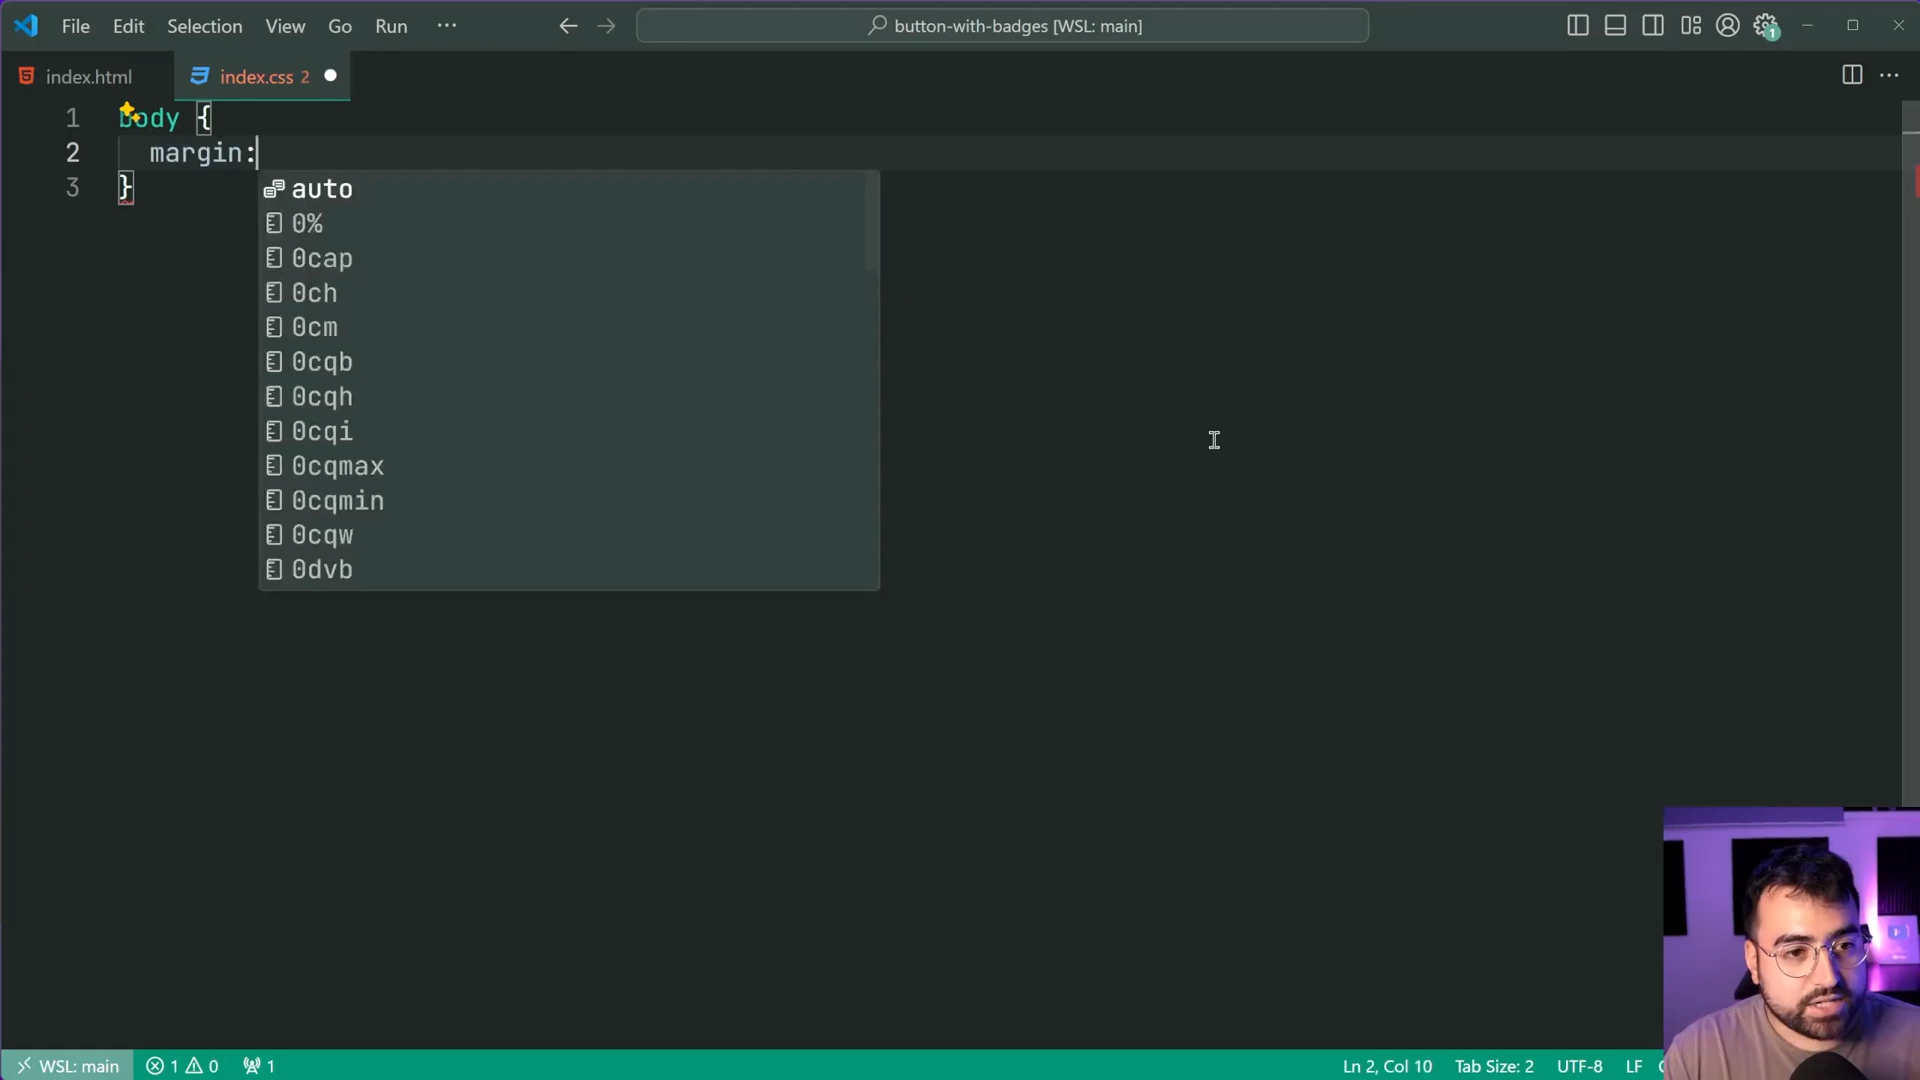 File Edit Selection View Go Run ···
button-with-badges [WSL: main]
1
index.html
index.css 2
1 body {
2 margin:
3 }
auto
0%
0cap
0ch
0cm
0cqb
0cqh
0cqi
0cqmax
0cqmin
0cqw
0dvb
WSL: main 1 0 1
Ln 2, Col 10 Tab Size: 2 UTF-8 LF